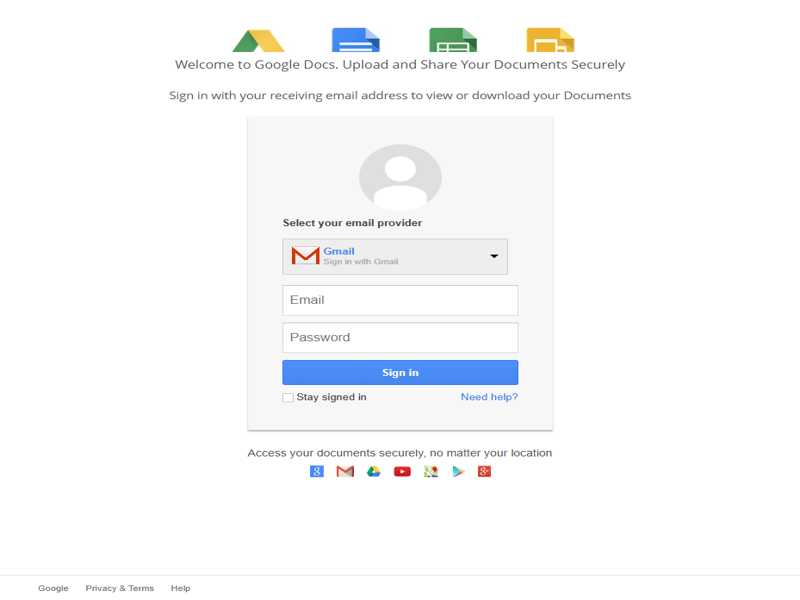 Welcome to Google Docs. Upload and Share Your Documents Securely
Sign in with your receiving email address to view or download your Documents
Select your email provider
Gmail
Sign in with Gmail
Email
Password
Sign in
Stay signed in Need help?
Access your documents securely, no matter your location
Google Privacy & Terms Help